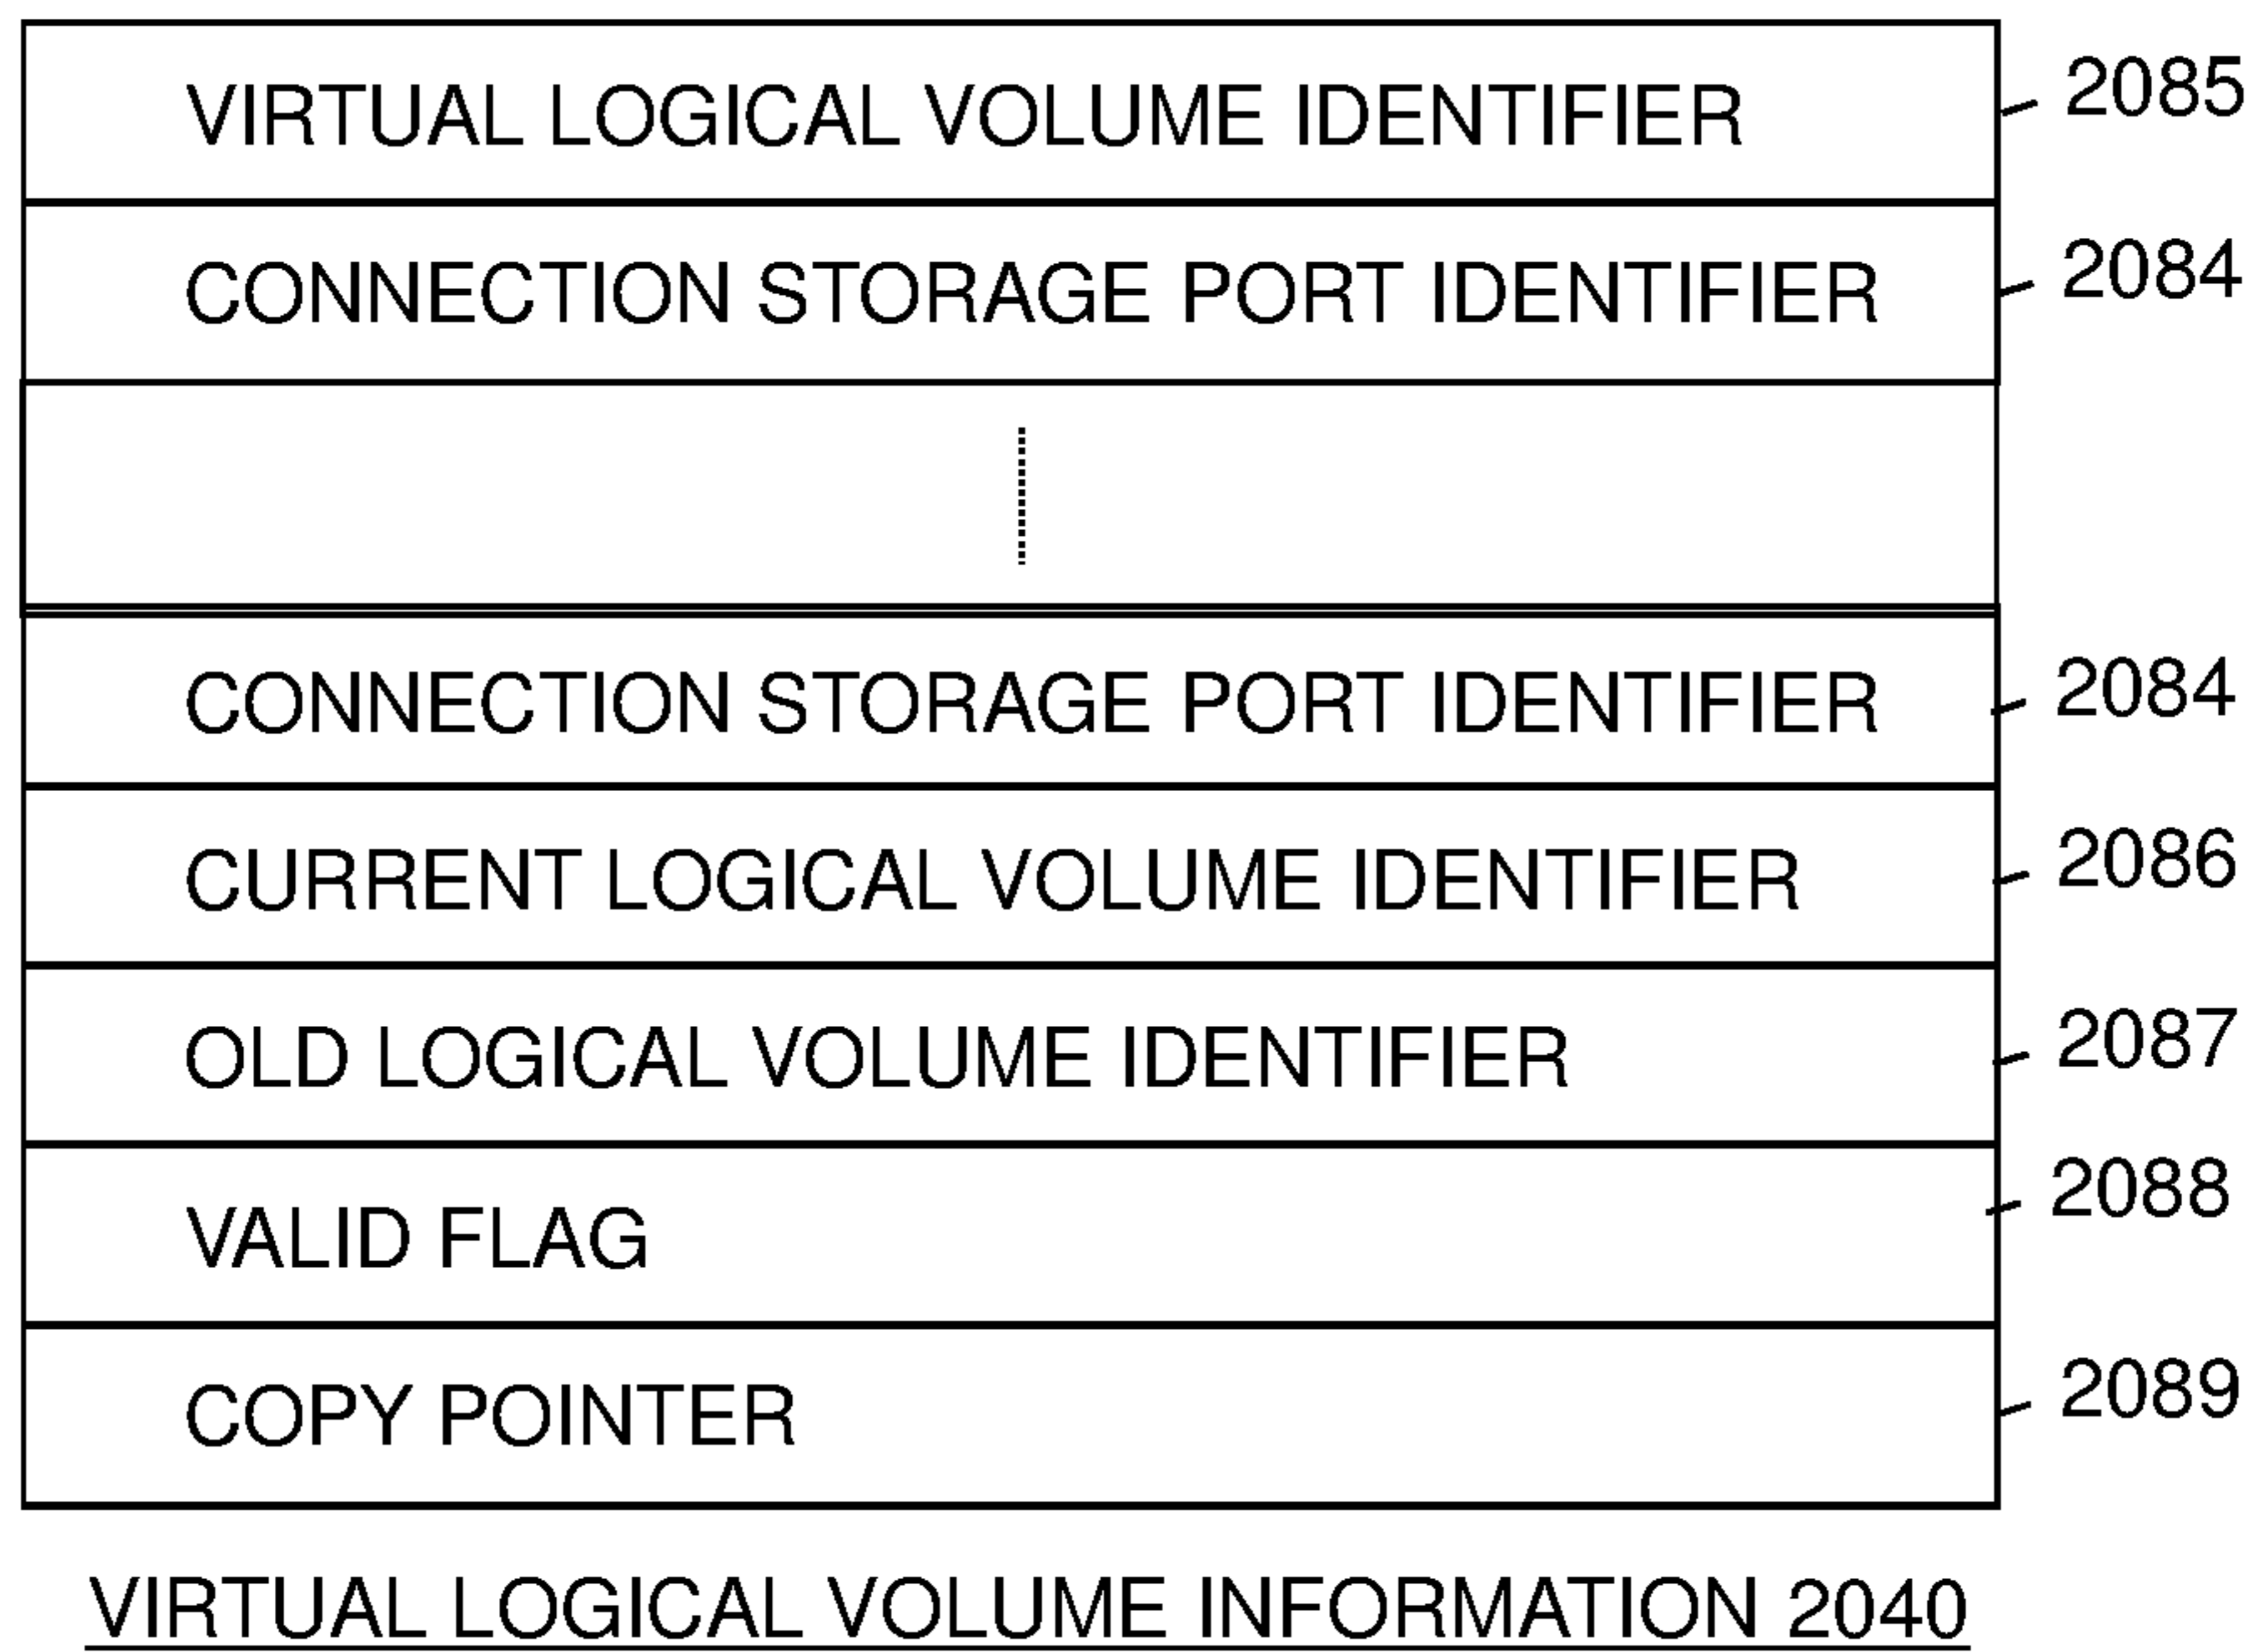 VIRTUAL LOGICAL VOLUME IDENTIFIER 2085
CONNECTION STORAGE PORT IDENTIFIER 2084
CONNECTION STORAGE PORT IDENTIFIER 2084
CURRENT LOGICAL VOLUME IDENTIFIER 2086
OLD LOGICAL VOLUME IDENTIFIER 2087
VALID FLAG 2088
COPY POINTER 2089
VIRTUAL LOGICAL VOLUME INFORMATION 2040